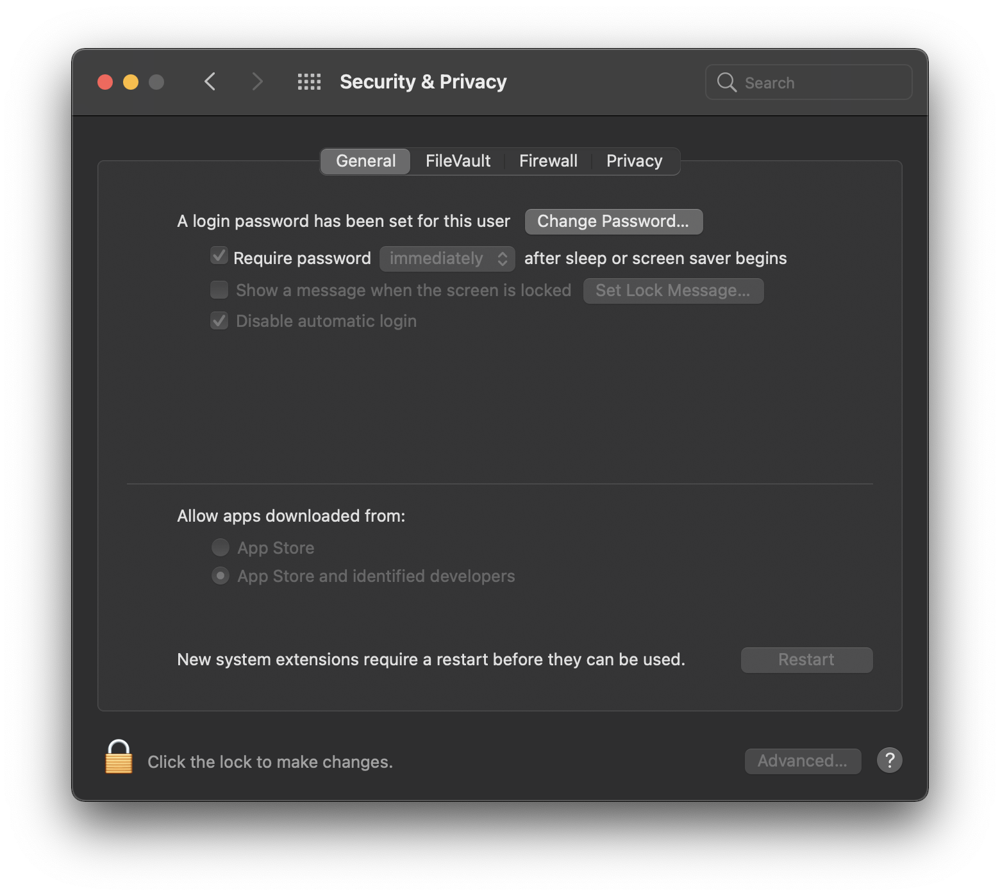 Security & Privacy
Search
General FileVault Firewall Privacy
A login password has been set for this user Change Password...
Require password immediately after sleep or screen saver begins
Show a message when the screen is locked Set Lock Message...
Disable automatic login
Allow apps downloaded from:
App Store
App Store and identified developers
New system extensions require a restart before they can be used. Restart
Click the lock to make changes. Advanced... ?